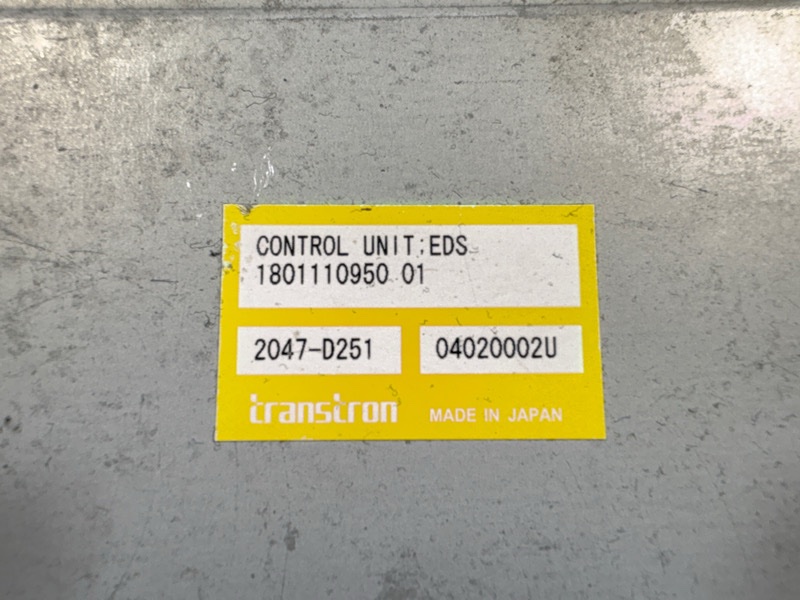 CONTROL UNIT;EDS
1801110950 01
2047-D251 04020002U
transtron MADE IN JAPAN